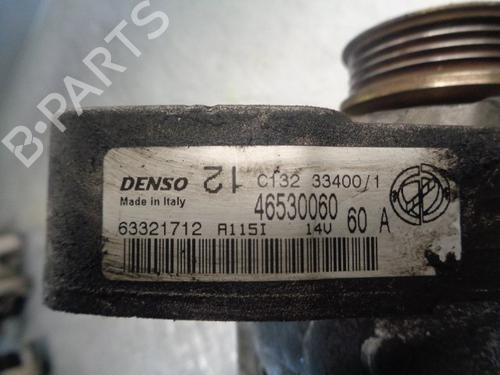 B-PARTS
DENSO 12 C132 33400/1
Made in Italy 46530060 60 A
63321712 A115I 14V